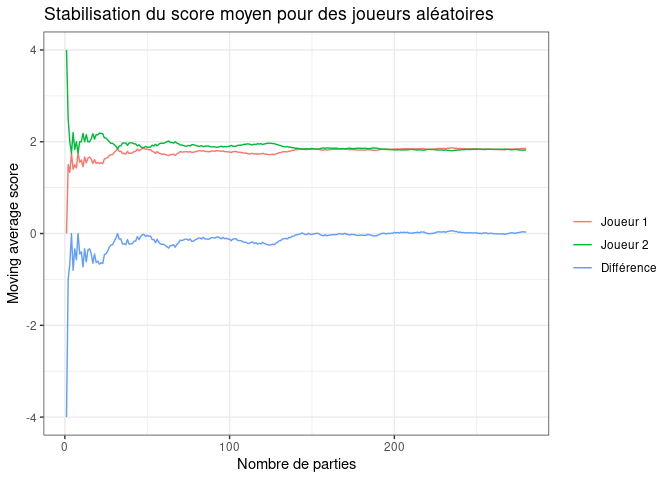 Stabilisation du score moyen pour des joueurs aléatoires
4
2
0
-2
-4
Moving average score
0
100
200
Nombre de parties
Joueur 1
Joueur 2
Différence